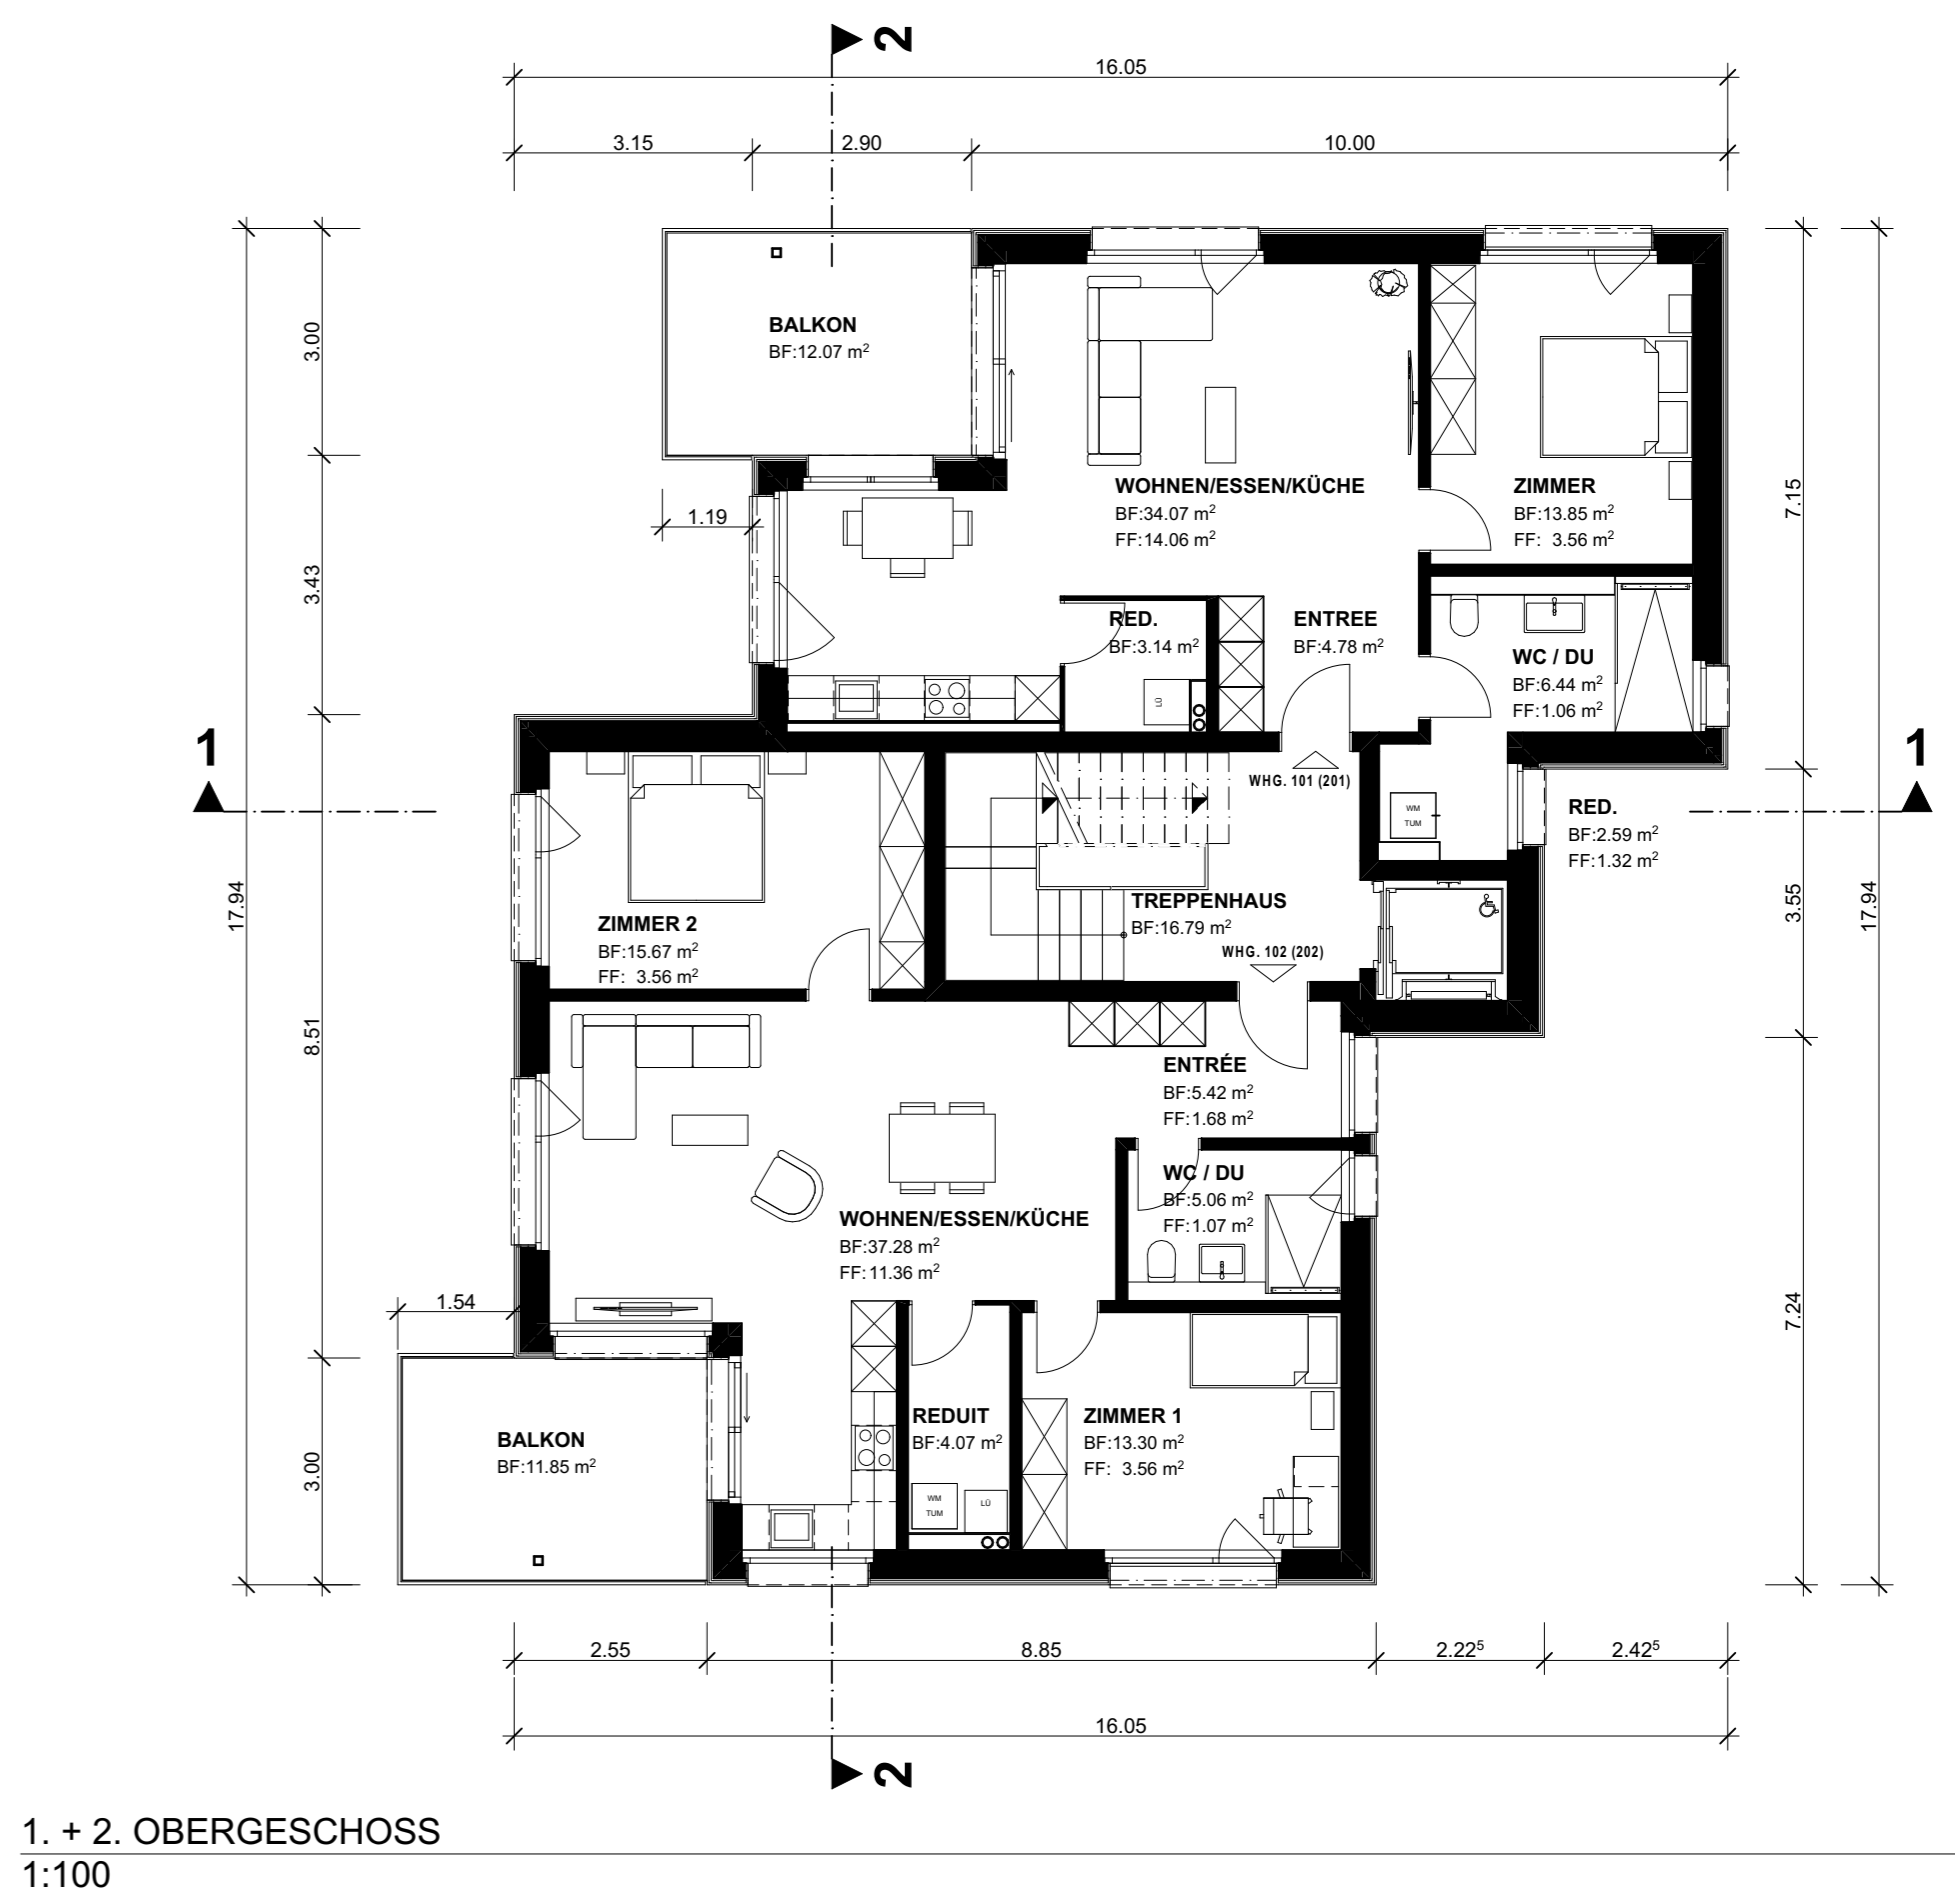 2
16.05
3.15
2.90
10.00
BALKON
BF:12.07 m²
3.00
3.43
8.51
3.00
17.94
1.19
WOHNEN/ESSEN/KÜCHE
BF:34.07 m²
FF:14.06 m²
ZIMMER
BF:13.85 m²
FF: 3.56 m²
7.15
3.55
7.24
17.94
RED.
BF:3.14 m²
LÜ
ENTREE
BF:4.78 m²
WC / DU
BF:6.44 m²
FF:1.06 m²
1
1
WHG. 101 (201)
WM
TUM
RED.
BF:2.59 m²
FF:1.32 m²
ZIMMER 2
BF:15.67 m²
FF: 3.56 m²
TREPPENHAUS
BF:16.79 m²
WHG. 102 (202)
ENTRÉE
BF:5.42 m²
FF:1.68 m²
WC / DU
BF:5.06 m²
FF:1.07 m²
WOHNEN/ESSEN/KÜCHE
BF:37.28 m²
FF:11.36 m²
1.54
BALKON
BF:11.85 m²
REDUIT
BF:4.07 m²
WM
TUM
LÜ
ZIMMER 1
BF:13.30 m²
FF: 3.56 m²
2.55
8.85
2.22⁵
2.42⁵
16.05
2
1. + 2. OBERGESCHOSS
1:100